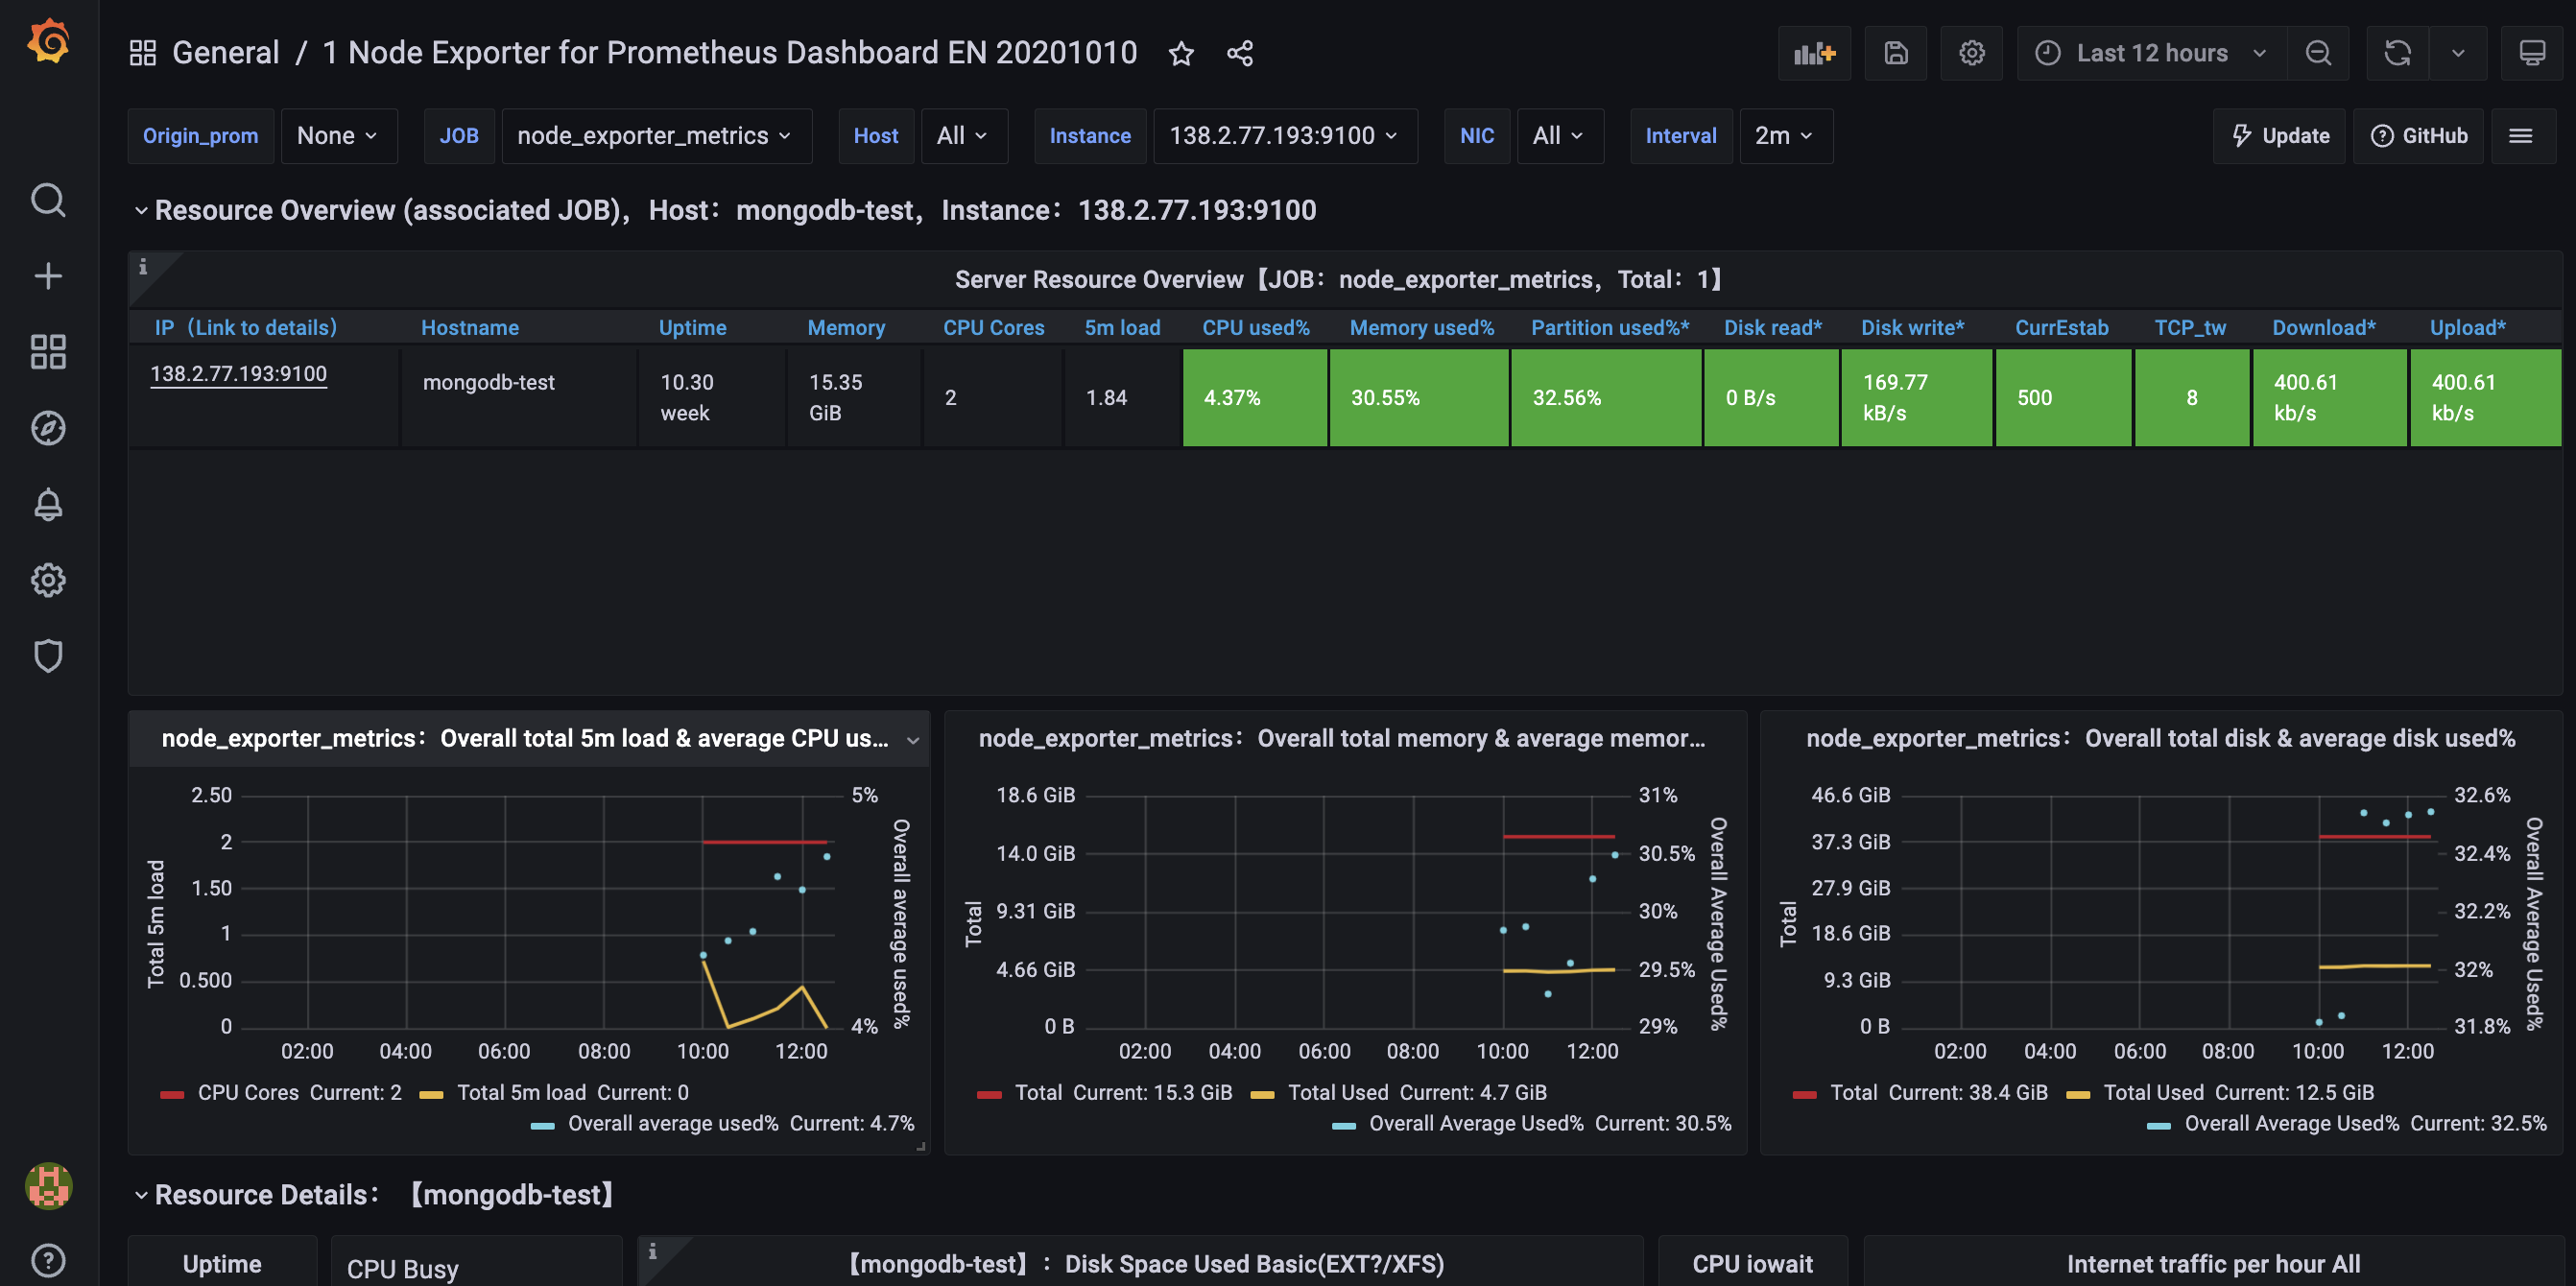 General / 1 Node Exporter for Prometheus Dashboard EN 20201010
Last 12 hours
Origin_prom None JOB node_exporter_metrics Host All Instance 138.2.77.193:9100 NIC All Interval 2m Update GitHub
Resource Overview (associated JOB)，Host：mongodb-test，Instance：138.2.77.193:9100
Server Resource Overview【JOB：node_exporter_metrics，Total：1】
IP（Link to details） Hostname Uptime Memory CPU Cores 5m load CPU used% Memory used% Partition used%* Disk read* Disk write* CurrEstab TCP_tw Download* Upload*
138.2.77.193:9100 mongodb-test 10.30 week 15.35 GiB 2 1.84 4.37% 30.55% 32.56% 0 B/s 169.77 kB/s 500 8 400.61 kb/s 400.61 kb/s
node_exporter_metrics：Overall total 5m load & average CPU us...
Total 5m load
2.50
2
1.50
1
0.500
0
5%
4%
Overall average used%
02:00 04:00 06:00 08:00 10:00 12:00
CPU Cores Current: 2 Total 5m load Current: 0
Overall average used% Current: 4.7%
node_exporter_metrics：Overall total memory & average memor...
Total
18.6 GiB
14.0 GiB
9.31 GiB
4.66 GiB
0 B
31%
30.5%
30%
29.5%
29%
Overall Average Used%
02:00 04:00 06:00 08:00 10:00 12:00
Total Current: 15.3 GiB Total Used Current: 4.7 GiB
Overall Average Used% Current: 30.5%
node_exporter_metrics：Overall total disk & average disk used%
Total
46.6 GiB
37.3 GiB
27.9 GiB
18.6 GiB
9.3 GiB
0 B
32.6%
32.4%
32.2%
32%
31.8%
Overall Average Used%
02:00 04:00 06:00 08:00 10:00 12:00
Total Current: 38.4 GiB Total Used Current: 12.5 GiB
Overall Average Used% Current: 32.5%
Resource Details：【mongodb-test】
Uptime
CPU Busy
【mongodb-test】：Disk Space Used Basic(EXT?/XFS)
CPU iowait
Internet traffic per hour All